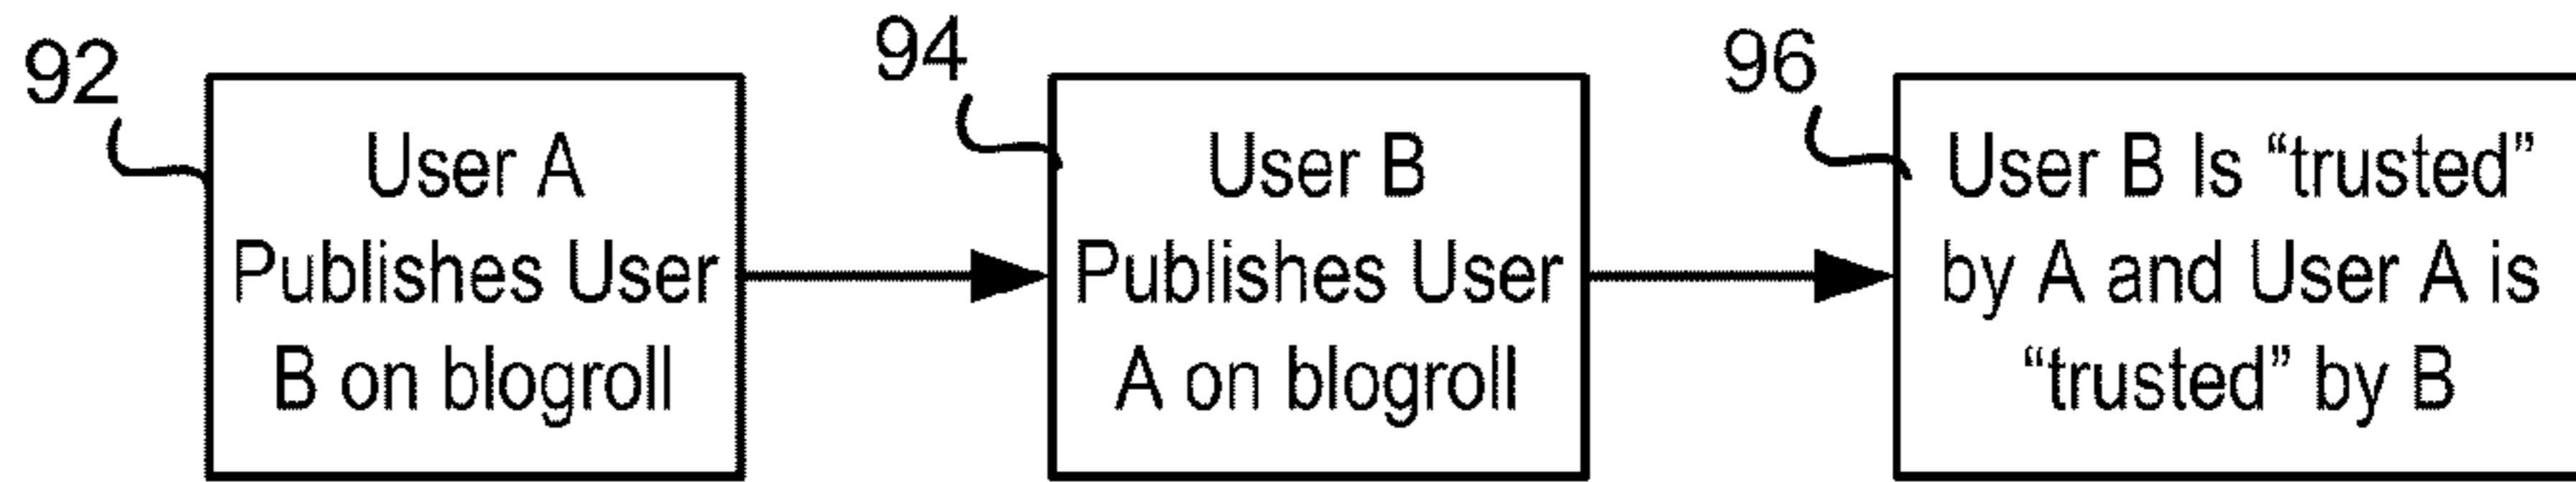 92
User A
Publishes User
B on blogroll
94
User B
Publishes User
A on blogroll
96
User B Is “trusted”
by A and User A is
“trusted” by B